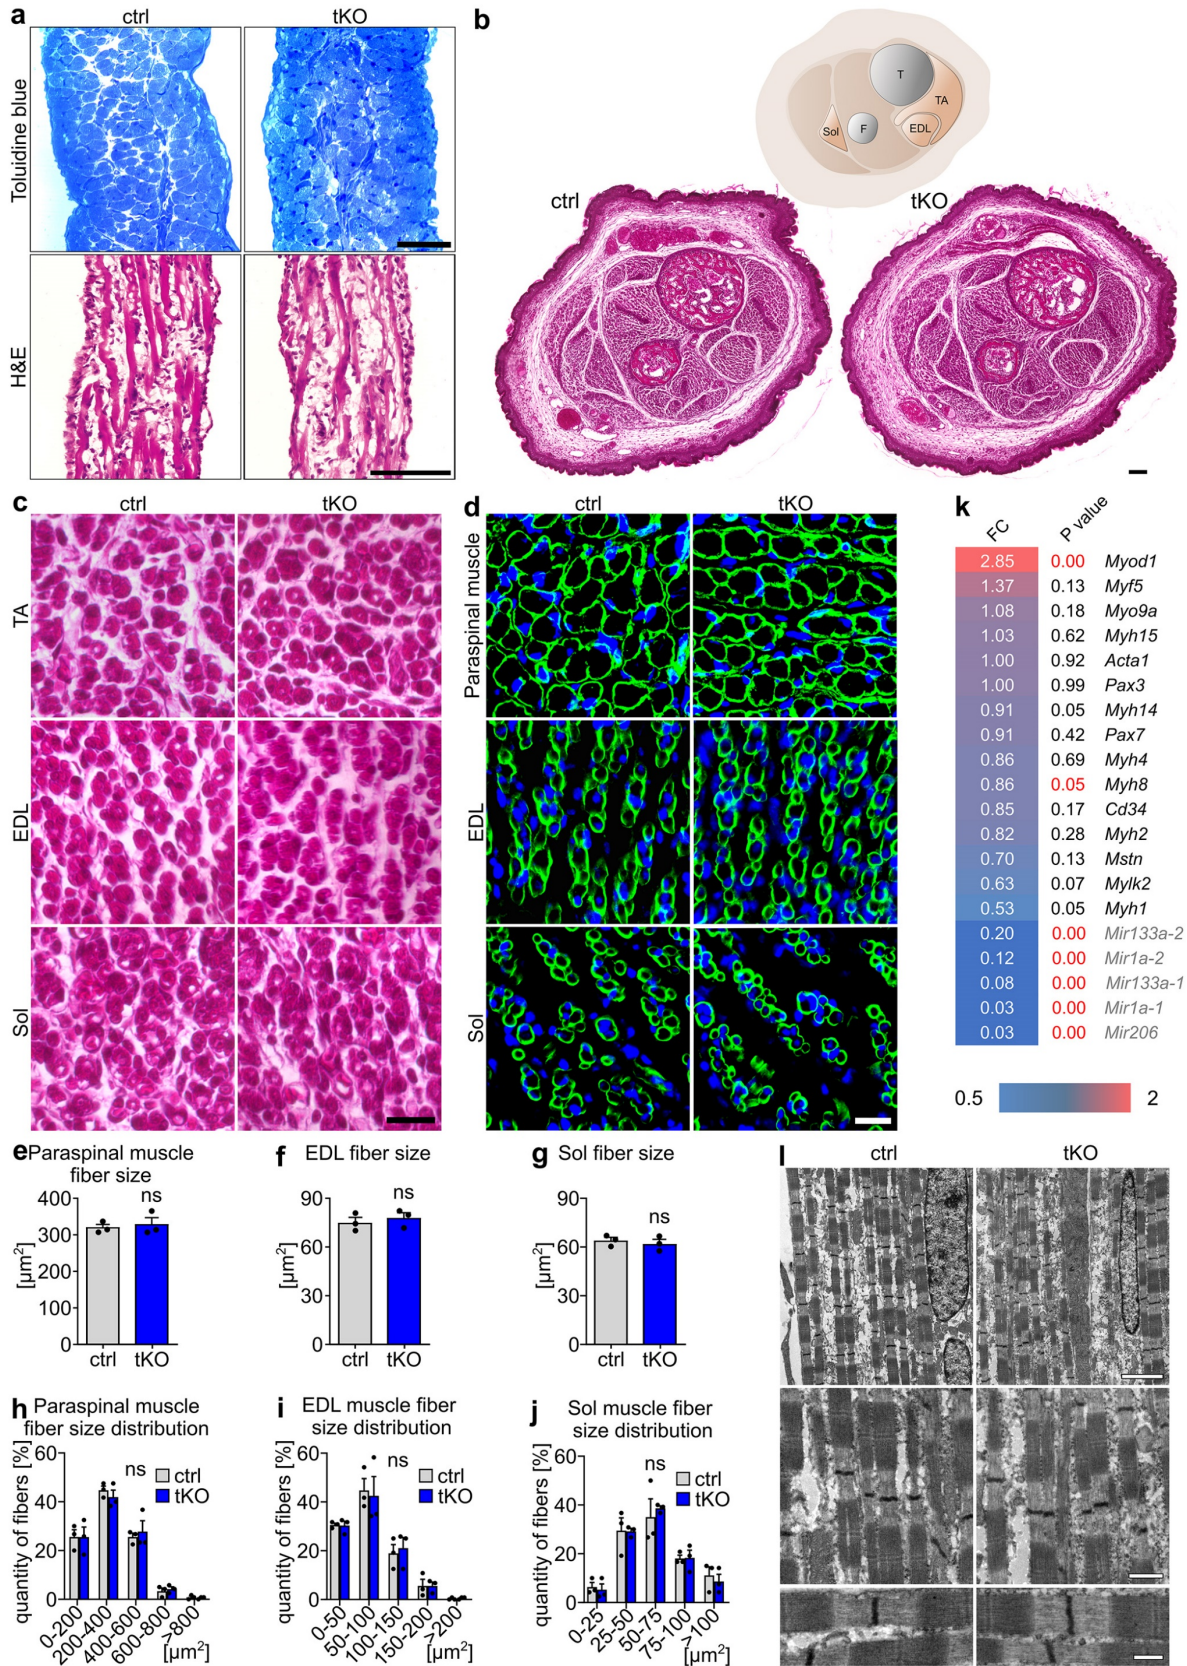 a
ctrl
tKO
Toluidine blue
H&E
b
T
TA
Sol
F
EDL
ctrl
tKO
c
ctrl
tKO
TA
EDL
Sol
d
ctrl
tKO
Paraspinal muscle
EDL
Sol
k
FC
P value
2.85 0.00 Myod1
1.37 0.13 Myf5
1.08 0.18 Myo9a
1.03 0.62 Myh15
1.00 0.92 Acta1
1.00 0.99 Pax3
0.91 0.05 Myh14
0.91 0.42 Pax7
0.86 0.69 Myh4
0.86 0.05 Myh8
0.85 0.17 Cd34
0.82 0.28 Myh2
0.70 0.13 Mstn
0.63 0.07 Mylk2
0.53 0.05 Myh1
0.20 0.00 Mir133a-2
0.12 0.00 Mir1a-2
0.08 0.00 Mir133a-1
0.03 0.00 Mir1a-1
0.03 0.00 Mir206
0.5 2
e Paraspinal muscle
fiber size
ns
400
300
200
100
0
[µm²]
ctrl tKO
f EDL fiber size
ns
90
60
30
0
[µm²]
ctrl tKO
g Sol fiber size
ns
90
60
30
0
[µm²]
ctrl tKO
h Paraspinal muscle
fiber size distribution
quantity of fibers [%]
60
40
20
0
ns
ctrl
tKO
0-200
200-400
400-600
600-800
>800
[µm²]
i EDL muscle fiber
size distribution
quantity of fibers [%]
60
40
20
0
ns
ctrl
tKO
0-50
50-100
100-150
150-200
>200
[µm²]
j Sol muscle fiber
size distribution
quantity of fibers [%]
60
40
20
0
ns
ctrl
tKO
0-25
25-50
50-75
75-100
>100
[µm²]
l
ctrl
tKO